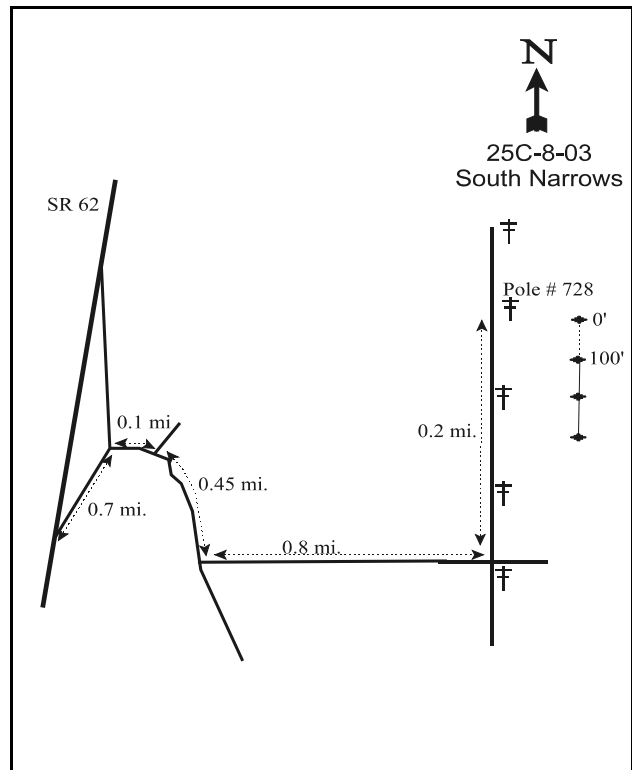 N
25C-8-03
South Narrows
SR 62
Pole # 728
0'
100'
0.1 mi
0.2 mi.
0.45 mi.
0.7 mi.
0.8 mi.